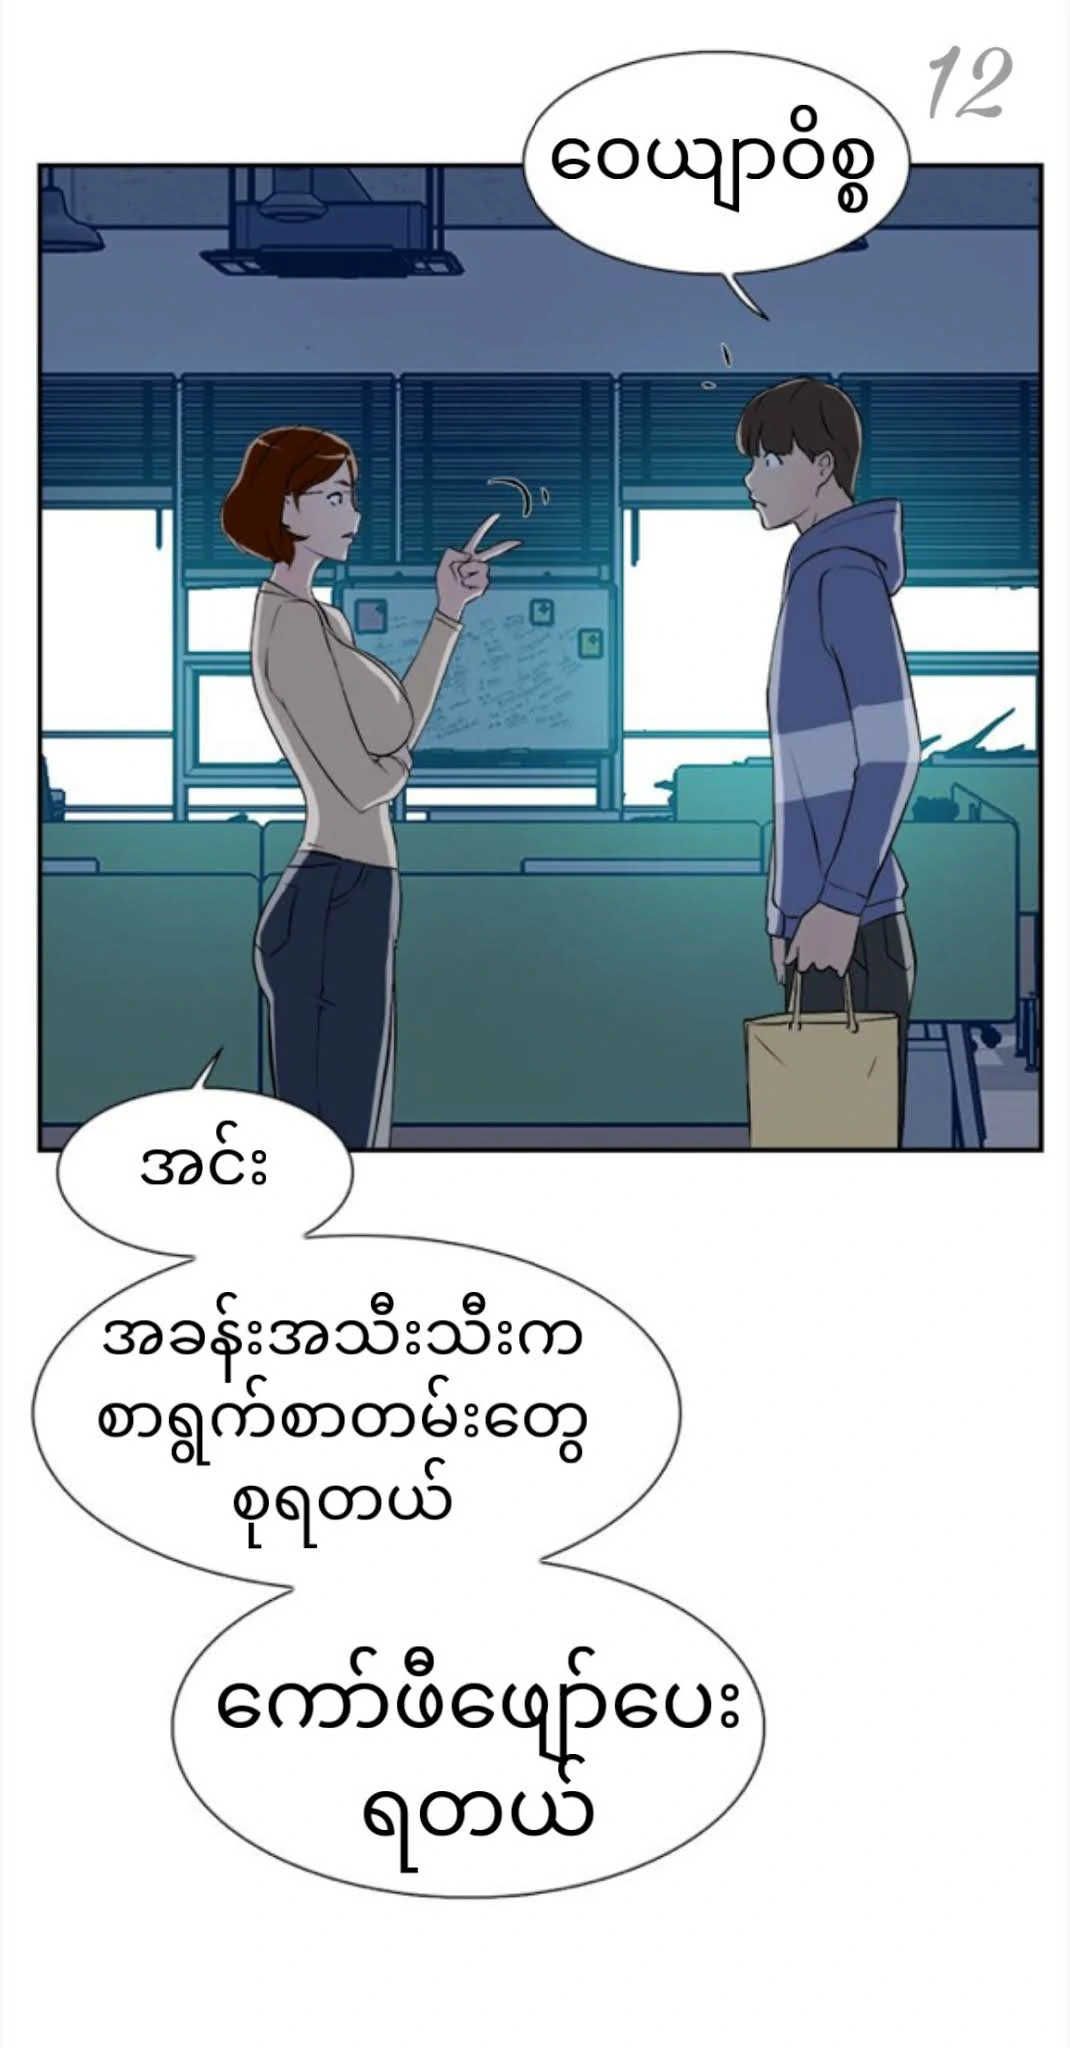 12
ဝေယျာဝိစ္စ
အင်း
အခန်းအသီးသီးက
စာရွက်စာတမ်းတွေ
စုရတယ်
ကော်ဖီဖျော်ပေး
ရတယ်